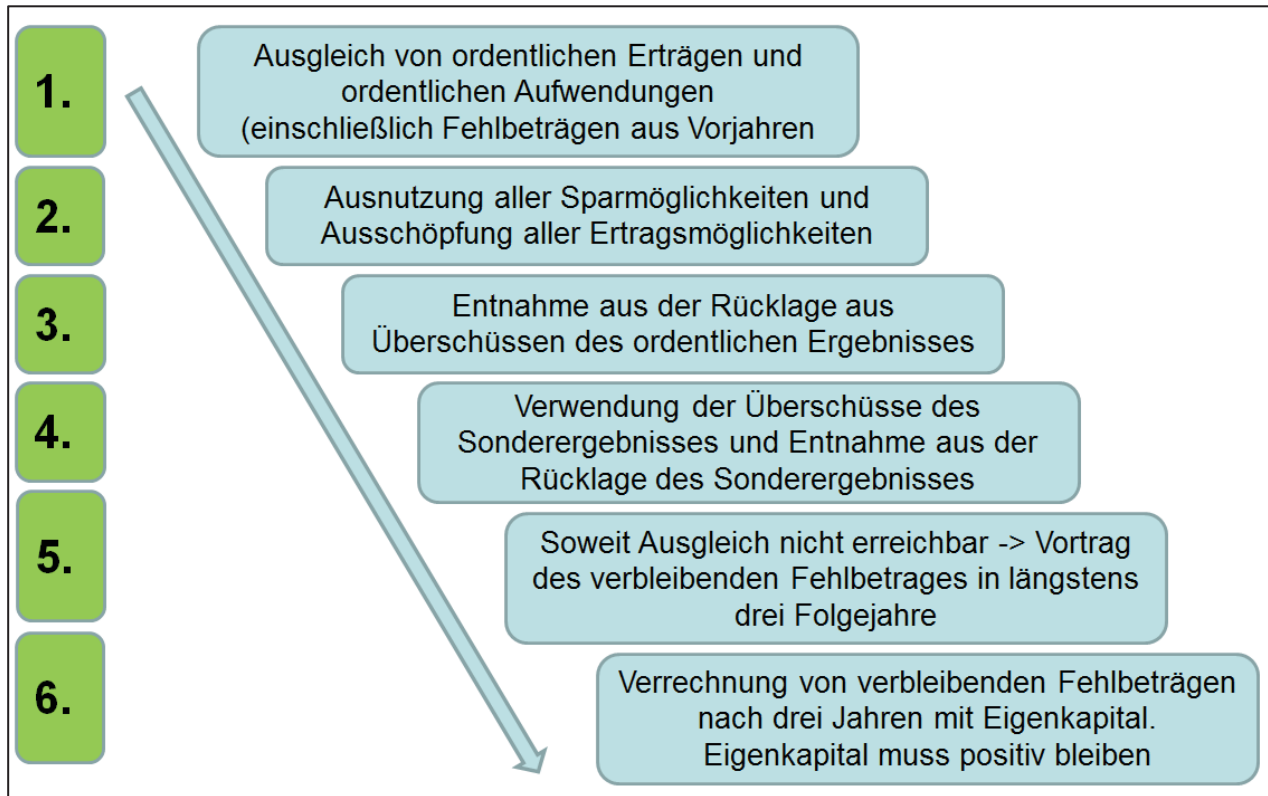 1.
Ausgleich von ordentlichen Erträgen und
ordentlichen Aufwendungen
(einschließlich Fehlbeträgen aus Vorjahren
2.
Ausnutzung aller Sparmöglichkeiten und
Ausschöpfung aller Ertragsmöglichkeiten
3.
Entnahme aus der Rücklage aus
Überschüssen des ordentlichen Ergebnisses
4.
Verwendung der Überschüsse des
Sonderergebnisses und Entnahme aus der
Rücklage des Sonderergebnisses
5.
Soweit Ausgleich nicht erreichbar -> Vortrag
des verbleibenden Fehlbetrages in längstens
drei Folgejahre
6.
Verrechnung von verbleibenden Fehlbeträgen
nach drei Jahren mit Eigenkapital.
Eigenkapital muss positiv bleiben